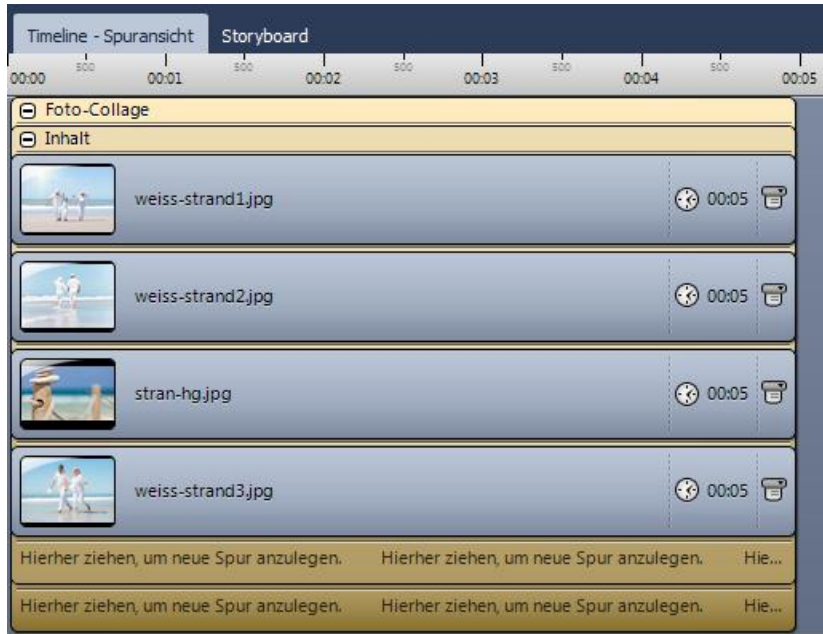 Timeline - Spuransicht Storyboard
00:00 500 00:01 500 00:02 500 00:03 500 00:04 500 00:05
Foto-Collage
Inhalt
weiss-strand1.jpg 00:05
weiss-strand2.jpg 00:05
stran-hg.jpg 00:05
weiss-strand3.jpg 00:05
Hierher ziehen, um neue Spur anzulegen. Hierher ziehen, um neue Spur anzulegen. Hie...
Hierher ziehen, um neue Spur anzulegen. Hierher ziehen, um neue Spur anzulegen. Hie...